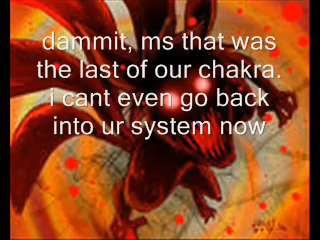 dammit, ms that was
the last of our chakra.
i cant even go back
into ur system now